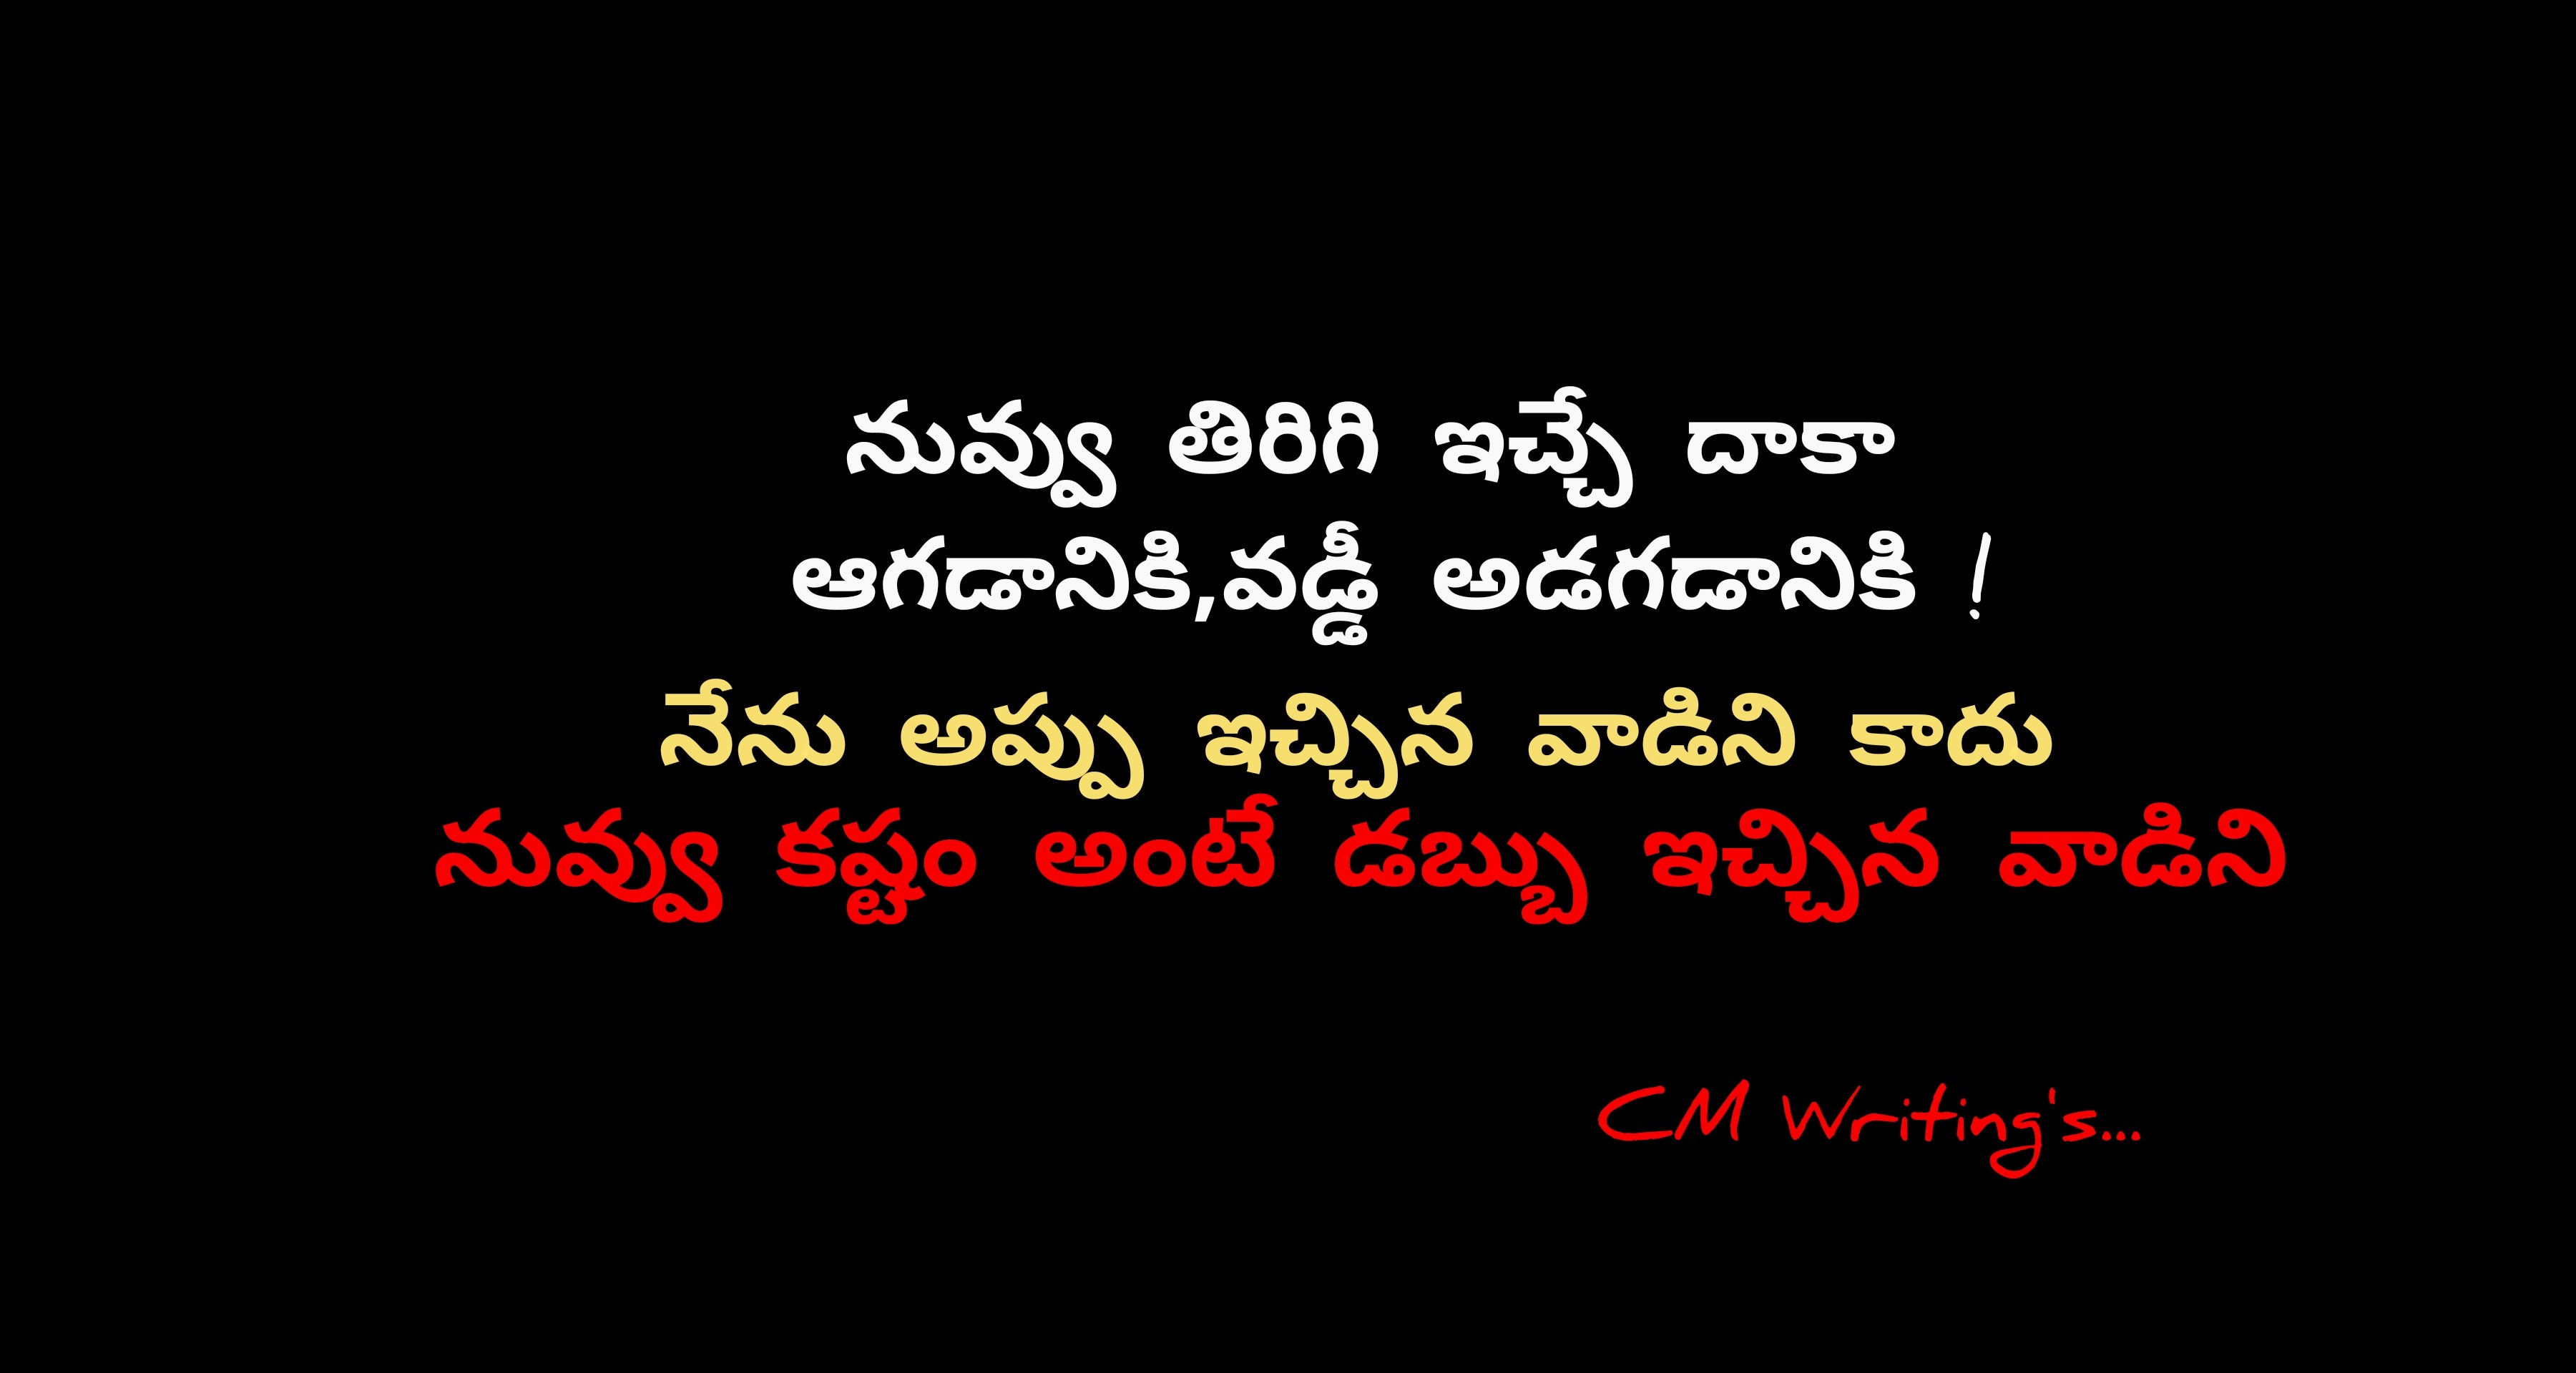 నువ్వు తిరిగి ఇచ్చే దాకా
ఆగడానికి,వడ్డీ అడగడానికి !
నేను అప్పు ఇచ్చిన వాడిని కాదు
నువ్వు కష్టం అంటే డబ్బు ఇచ్చిన వాడిని
CM Writing's...